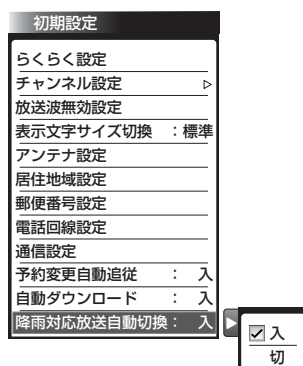 初期設定
らくらく設定
チャンネル設定 ▷
放送波無効設定
表示文字サイズ切換 : 標準
アンテナ設定
居住地域設定
郵便番号設定
電話回線設定
通信設定
予約変更自動追従 : 入
自動ダウンロード : 入
降雨対応放送自動切換 : 入
入
切